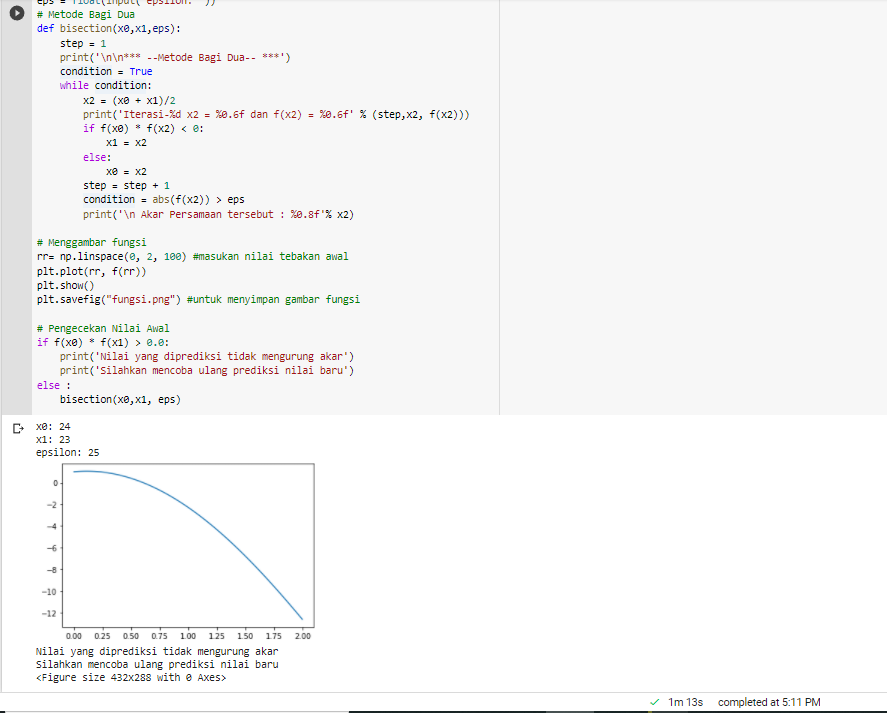 eps = float(input('epsilon: '))
# Metode Bagi Dua
def bisection(x0,x1,eps):
    step = 1
    print('\n\n*** --Metode Bagi Dua-- ***')
    condition = True
    while condition:
        x2 = (x0 + x1)/2
        print('Iterasi-%d x2 = %0.6f dan f(x2) = %0.6f' % (step,x2, f(x2)))
        if f(x0) * f(x2) < 0:
            x1 = x2
        else:
            x0 = x2
        step = step + 1
        condition = abs(f(x2)) > eps
        print('\n Akar Persamaan tersebut : %0.8f'% x2)
# Menggambar fungsi
rr= np.linspace(0, 2, 100) #masukan nilai tebakan awal
plt.plot(rr, f(rr))
plt.show()
plt.savefig("fungsi.png") #untuk menyimpan gambar fungsi
# Pengecekan Nilai Awal
if f(x0) * f(x1) > 0.0:
    print('Nilai yang diprediksi tidak mengurung akar')
    print('Silahkan mencoba ulang prediksi nilai baru')
else :
    bisection(x0,x1, eps)
x0: 24
x1: 23
epsilon: 25
0
−2
−4
−6
−8
−10
−12
0.00 0.25 0.50 0.75 1.00 1.25 1.50 1.75 2.00
Nilai yang diprediksi tidak mengurung akar
Silahkan mencoba ulang prediksi nilai baru
<Figure size 432x288 with 0 Axes>
1m 13s completed at 5:11 PM